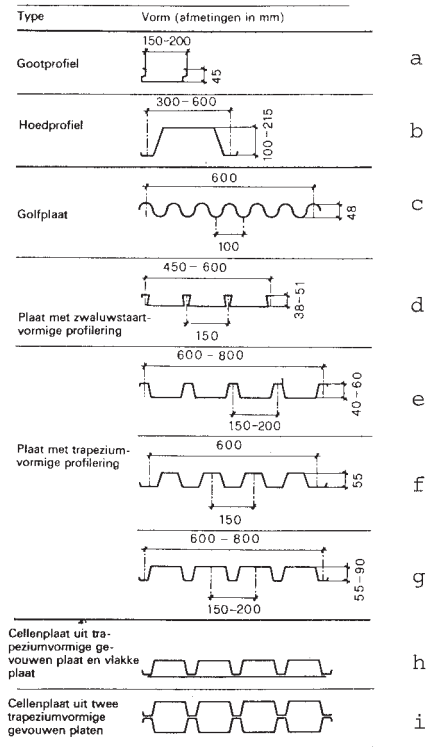 Type Vorm (afmetingen in mm)
150-200
Gootprofiel
45
a
300-600
Hoedprofiel
100-215
b
600
Golfplaat
48
100
c
450-600
38-51
Plaat met zwaluwstaart-
vormige profilering
150
d
600-800
40-60
150-200
e
Plaat met trapezium-
vormige profilering
600
55
150
f
600-800
55-90
150-200
g
Cellenplaat uit tra-
peziumvormige ge-
vouwen plaat en vlakke
plaat
h
Cellenplaat uit twee
trapeziumvormige
gevouwen platen
i